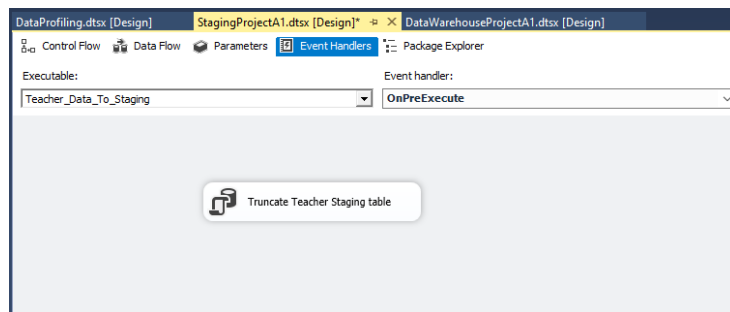 DataProfiling.dtsx [Design] StagingProjectA1.dtsx [Design]* DataWarehouseProjectA1.dtsx [Design]
Control Flow Data Flow Parameters Event Handlers Package Explorer
Executable: Event handler:
Teacher_Data_To_Staging OnPreExecute
Truncate Teacher Staging table